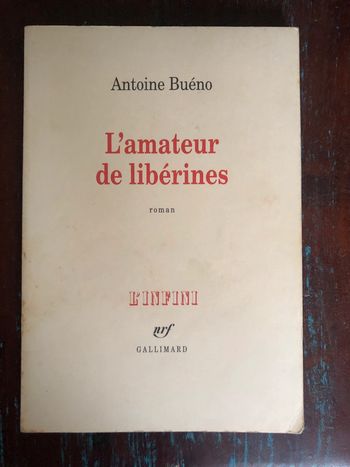 Antoine Buéno
L'amateur
de libérines
roman
L'INFINI
nrf
GALLIMARD